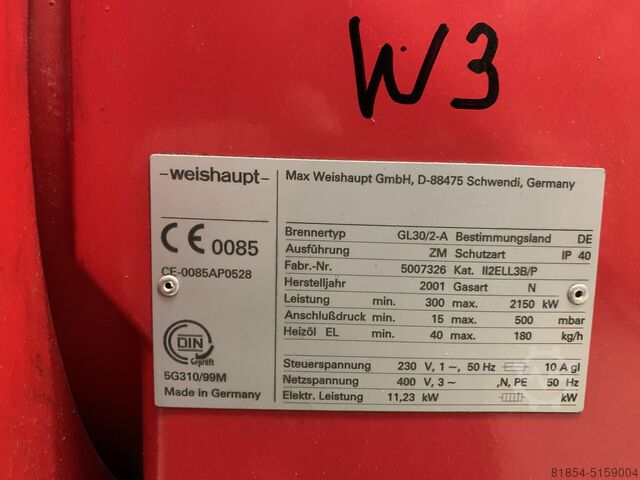 W3
-weishaupt-
Max Weishaupt GmbH, D-88475 Schwendi, Germany
CE 0085
CE-0085AP0528
DIN
Geprüft
5G310/99M
Made in Germany
Brennertyp GL30/2-A Bestimmungsland DE
Ausführung ZM Schutzart IP 40
Fabr.-Nr. 5007326 Kat. II2ELL3B/P
Herstelljahr 2001 Gasart N
Leistung min. 300 max. 2150 kW
Anschlußdruck min. 15 max. 500 mbar
Heizöl EL min. 40 max. 180 kg/h
Steuerspannung 230 V, 1 ~, 50 Hz 10 A gl
Netzspannung 400 V, 3 ~ ,N, PE 50 Hz
Elektr. Leistung 11,23 kW kW
81854-5159004